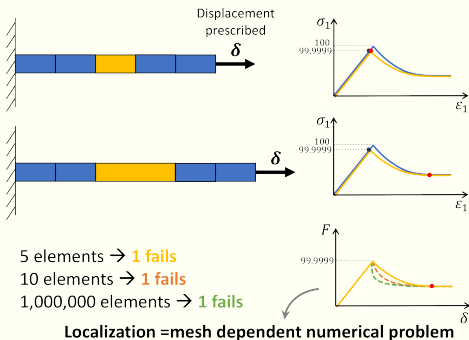 Displacement
prescribed
δ
σ₁
100
99.9999
ε₁
δ
σ₁
100
99.9999
ε₁
F
99.9999
δ
5 elements → 1 fails
10 elements → 1 fails
1,000,000 elements → 1 fails
Localization =mesh dependent numerical problem